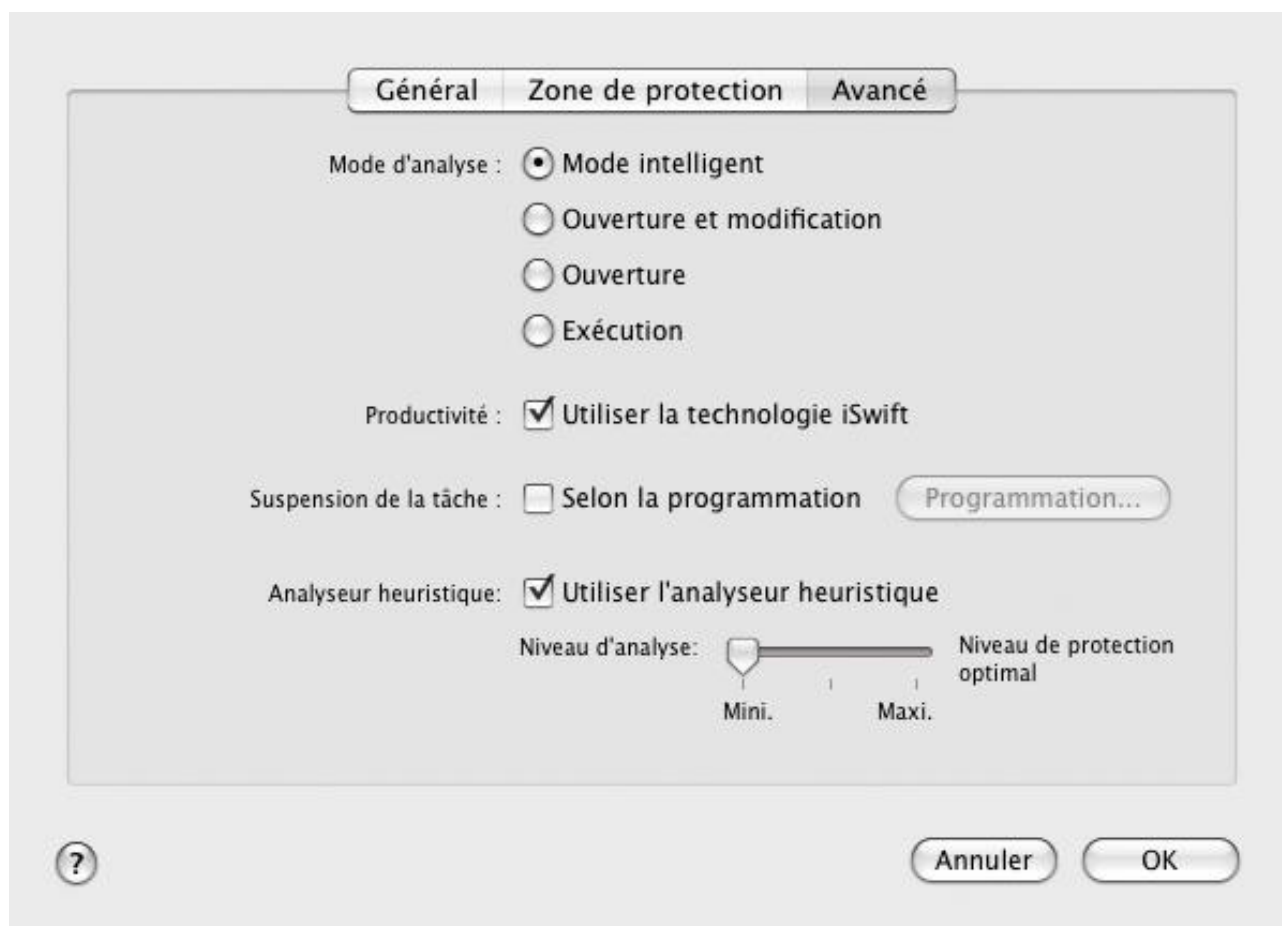 Général Zone de protection Avancé
Mode d'analyse : Mode intelligent
Ouverture et modification
Ouverture
Exécution
Productivité : Utiliser la technologie iSwift
Suspension de la tâche : Selon la programmation Programmation...
Analyseur heuristique: Utiliser l'analyseur heuristique
Niveau d'analyse: Niveau de protection
optimal
Mini. Maxi.
? Annuler OK